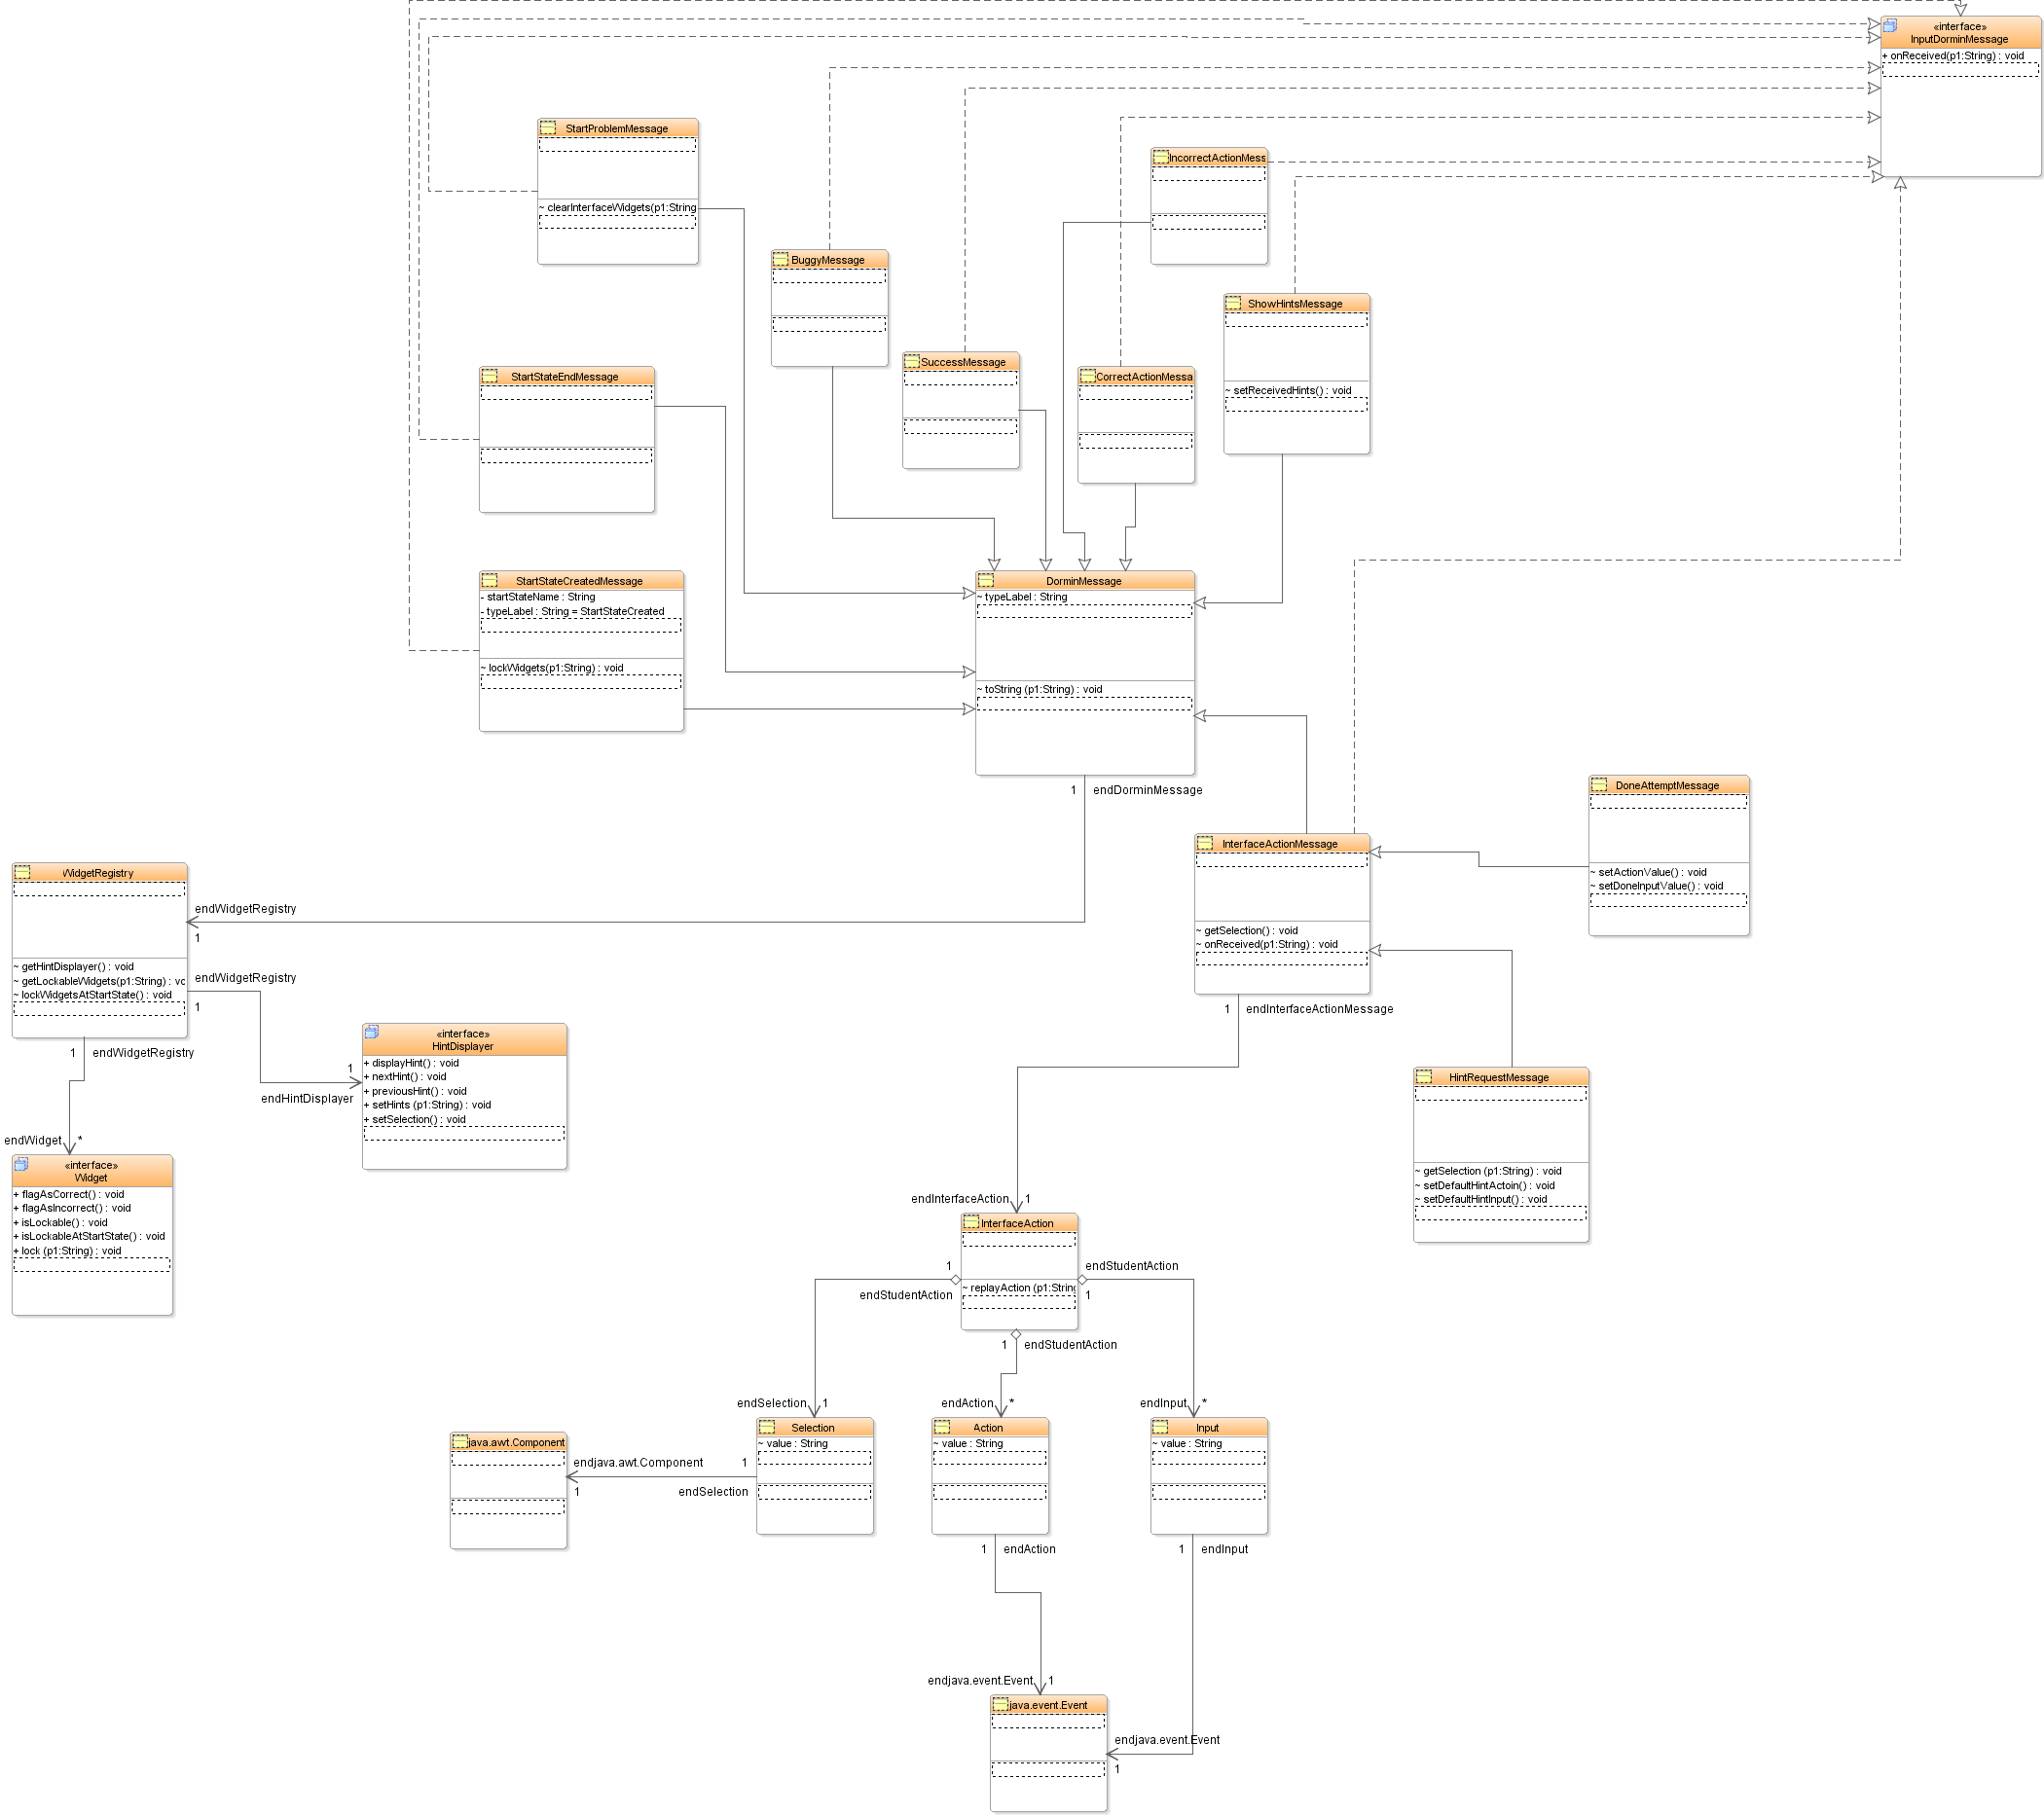 «interface»
InputDorminMessage
+ onReceived(p1:String) : void
StartProblemMessage
~ clearInterfaceWidgets(p1:String
IncorrectActionMess
BuggyMessage
ShowHintsMessage
~ setReceivedHints() : void
SuccessMessage
CorrectActionMessa
StartStateEndMessage
StartStateCreatedMessage
- startStateName : String
- typeLabel : String = StartStateCreated
~ lockWidgets(p1:String) : void
DorminMessage
~ typeLabel : String
~ toString (p1:String) : void
1 endDorminMessage
DoneAttemptMessage
~ setActionValue() : void
~ setDoneInputValue() : void
InterfaceActionMessage
~ getSelection() : void
~ onReceived(p1:String) : void
1 endInterfaceActionMessage
WidgetRegistry
~ getHintDisplayer() : void
~ getLockableWidgets(p1:String) : vc
~ lockWidgetsAtStartState() : void
endWidgetRegistry
1
endWidgetRegistry
1
1 endWidgetRegistry
«interface»
HintDisplayer
+ displayHint() : void
+ nextHint() : void
+ previousHint() : void
+ setHints (p1:String) : void
+ setSelection() : void
1
endHintDisplayer
endWidget *
«interface»
Widget
+ flagAsCorrect() : void
+ flagAsIncorrect() : void
+ isLockable() : void
+ isLockableAtStartState() : void
+ lock (p1:String) : void
HintRequestMessage
~ getSelection (p1:String) : void
~ setDefaultHintActoin() : void
~ setDefaultHintInput() : void
endInterfaceAction 1
InterfaceAction
~ replayAction (p1:String
1
endStudentAction
endStudentAction
1
1 endStudentAction
endSelection 1
endAction *
endInput *
Selection
~ value : String
Action
~ value : String
Input
~ value : String
java.awt.Component
endjava.awt.Component 1
1 endSelection
1 endAction
1 endInput
endjava.event.Event 1
java.event.Event
endjava.event.Event
1